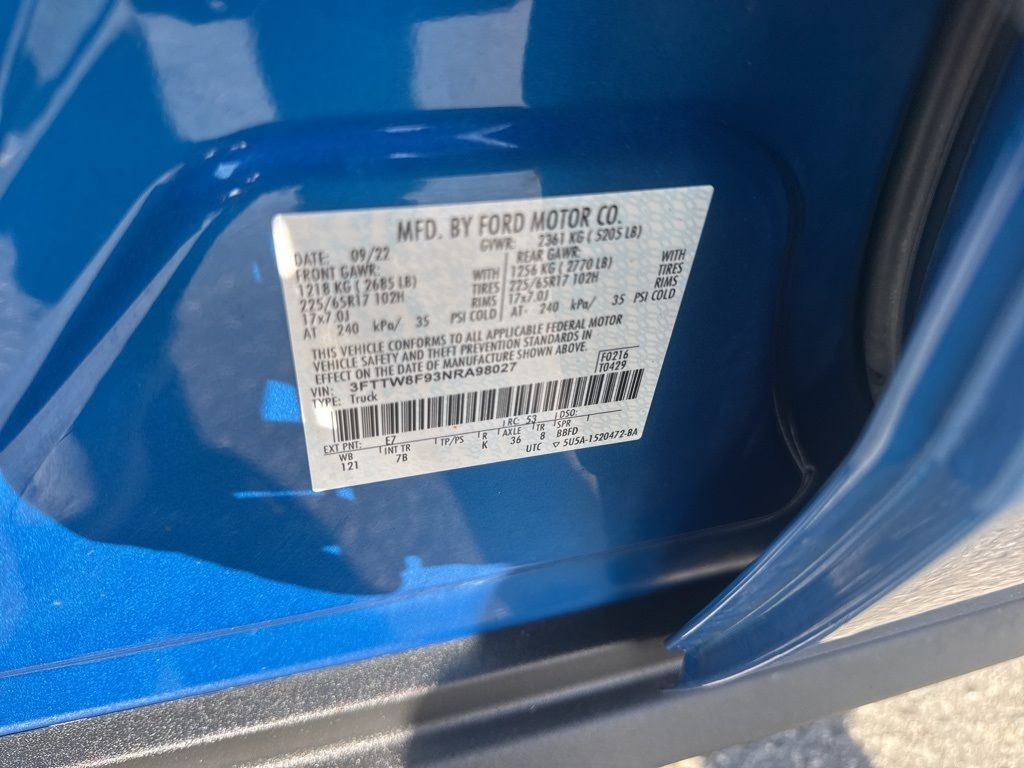 MFD. BY FORD MOTOR CO.
DATE: 09/22 GVWR: 2361 KG ( 5205 LB)
FRONT GAWR: REAR GAWR:
1218 KG ( 2685 LB) WITH 1256 KG ( 2770 LB) WITH
225/65R17 102H TIRES 225/65R17 102H TIRES
17x7.0J RIMS 17x7.0J RIMS
AT 240 kPa/ 35 PSI COLD AT- 240 kPa/ 35 PSI COLD
THIS VEHICLE CONFORMS TO ALL APPLICABLE FEDERAL MOTOR
VEHICLE SAFETY AND THEFT PREVENTION STANDARDS IN
EFFECT ON THE DATE OF MANUFACTURE SHOWN ABOVE.
VIN: 3FTTW8F93NRA98027 F0216
TYPE: Truck T0429
EXT PNT: E7 RC: 53 DSO:
WB INT TR TP/PS R AXLE TR SPR
121 7B K 36 8 BBFD
UTC ▽ 5U5A-1520472-BA